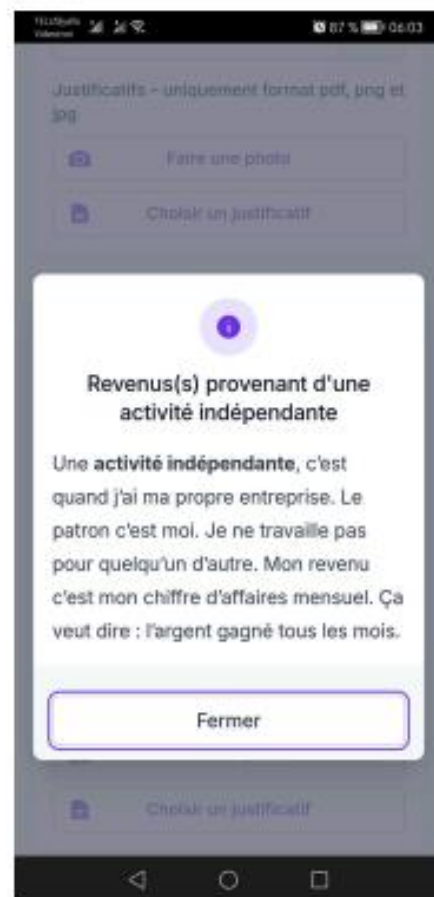 87 % 06:03
Justificatifs - uniquement format pdf, png et
jpg
Faire une photo
Choisir un justificatif
Revenus(s) provenant d'une
activité indépendante
Une activité indépendante, c'est
quand j'ai ma propre entreprise. Le
patron c'est moi. Je ne travaille pas
pour quelqu'un d'autre. Mon revenu
c'est mon chiffre d'affaires mensuel. Ça
veut dire : l'argent gagné tous les mois.
Fermer
Choisir un justificatif